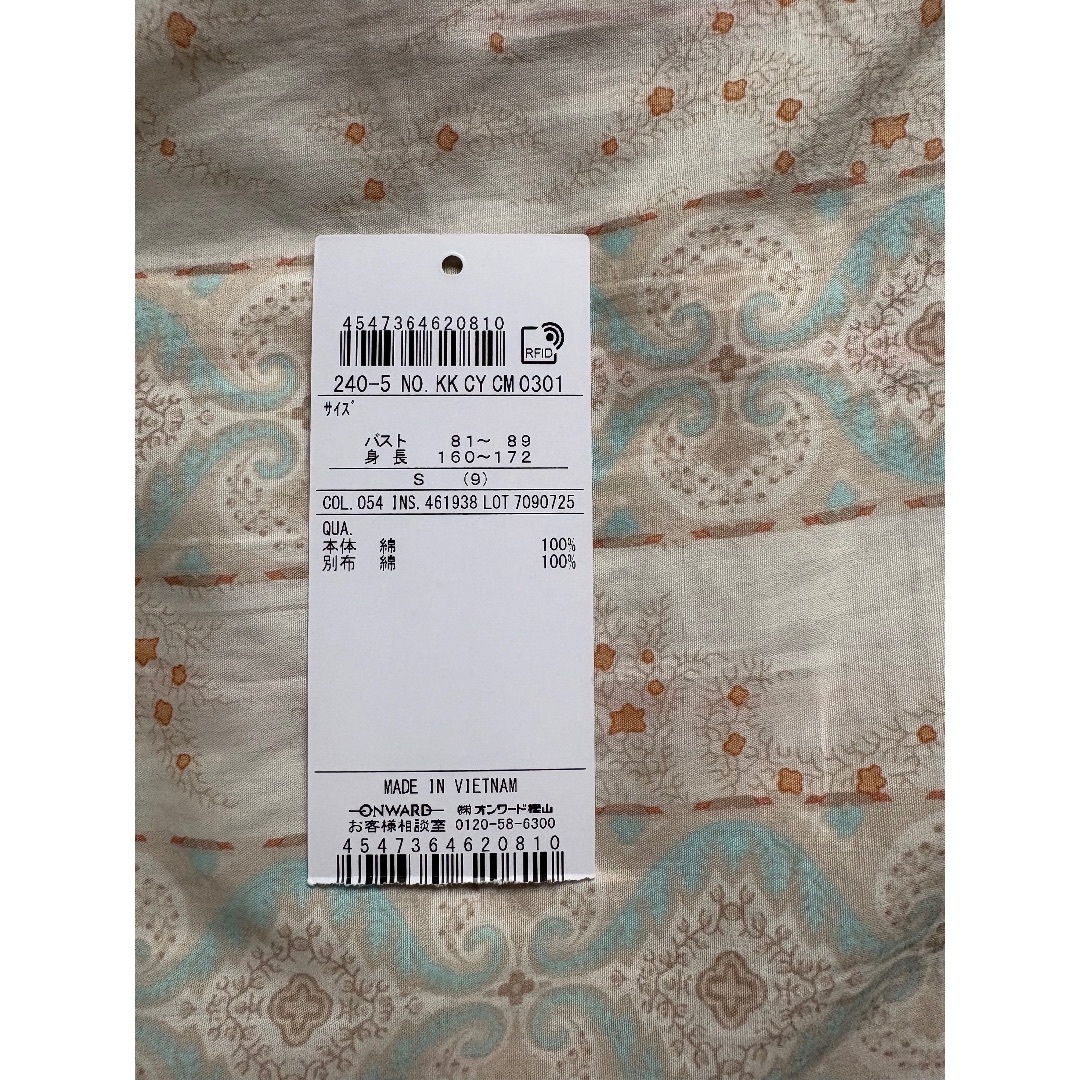 4547364620810
RFID
240-5 NO. KK CY CM 0301
サイズ
バスト 81～ 89
身 長 160～172
S (9)
COL. 054 INS. 461938 LOT 7090725
QUA.
本体 綿 100%
別布 綿 100%
MADE IN VIETNAM
ONWARD ㈱オンワード樫山
お客様相談室 0120-58-6300
4547364620810